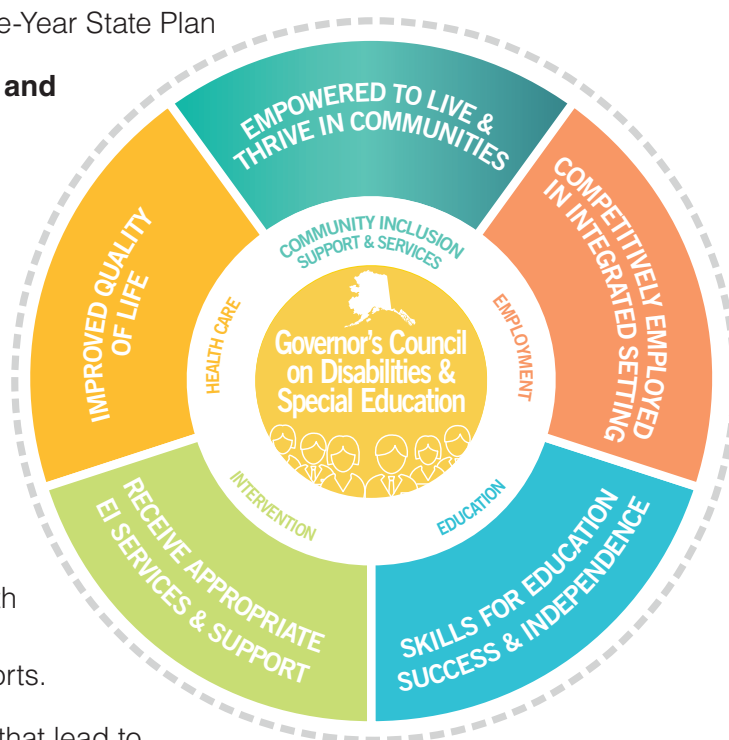 e-Year State Plan
and
EMPOWERED TO LIVE &
THRIVE IN COMMUNITIES
COMPETITIVELY EMPLOYED
IN INTEGRATED SETTING
SKILLS FOR EDUCATION
SUCCESS & INDEPENDENCE
RECEIVE APPROPRIATE
EI SERVICES & SUPPORT
IMPROVED QUALITY
OF LIFE
COMMUNITY INCLUSION
SUPPORT & SERVICES
EMPLOYMENT
EDUCATION
INTERVENTION
HEALTH CARE
Governor's Council
on Disabilities &
Special Education
th
orts.
that lead to